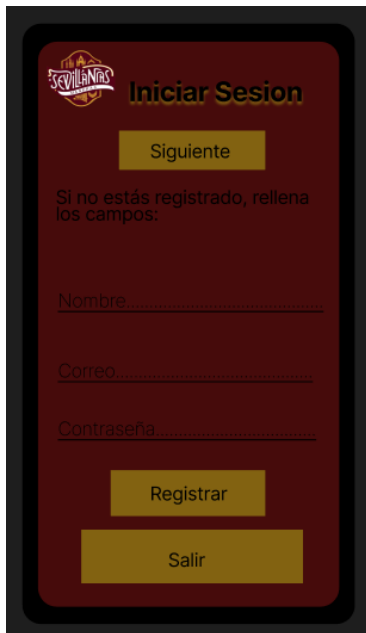 SEVILLANAS
Iniciar Sesion
Siguiente
Si no estás registrado, rellena
los campos:
Nombre.......................................
Correo.......................................
Contraseña................................
Registrar
Salir